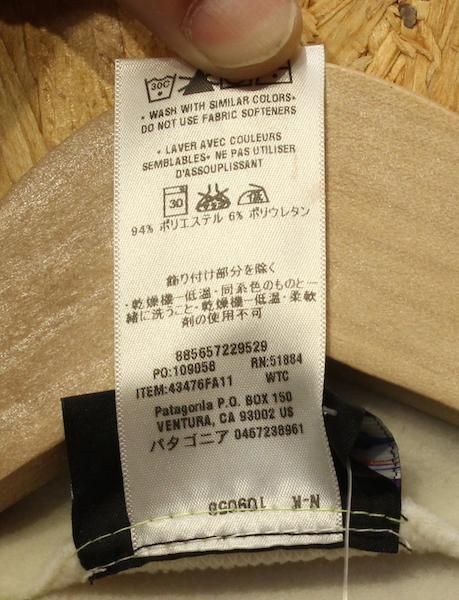 30C
• WASH WITH SIMILAR COLORS•
DO NOT USE FABRIC SOFTENERS
• LAVER AVEC COULEURS
SEMBLABLES• NE PAS UTILISER
D'ASSOUPLISSANT
30
94% ポリエステル 6% ポリウレタン
飾り付け部分を除く
・乾燥機ー低温・同系色のものと一
緒に洗うこと・乾燥機ー低温・柔軟
剤の使用不可
885657229529
PO:109058 RN:51884
ITEM:43476FA11 WTC
Patagonia P.O. BOX 150
VENTURA, CA 93002 US
パタゴニア 0467238961
N-K 109058